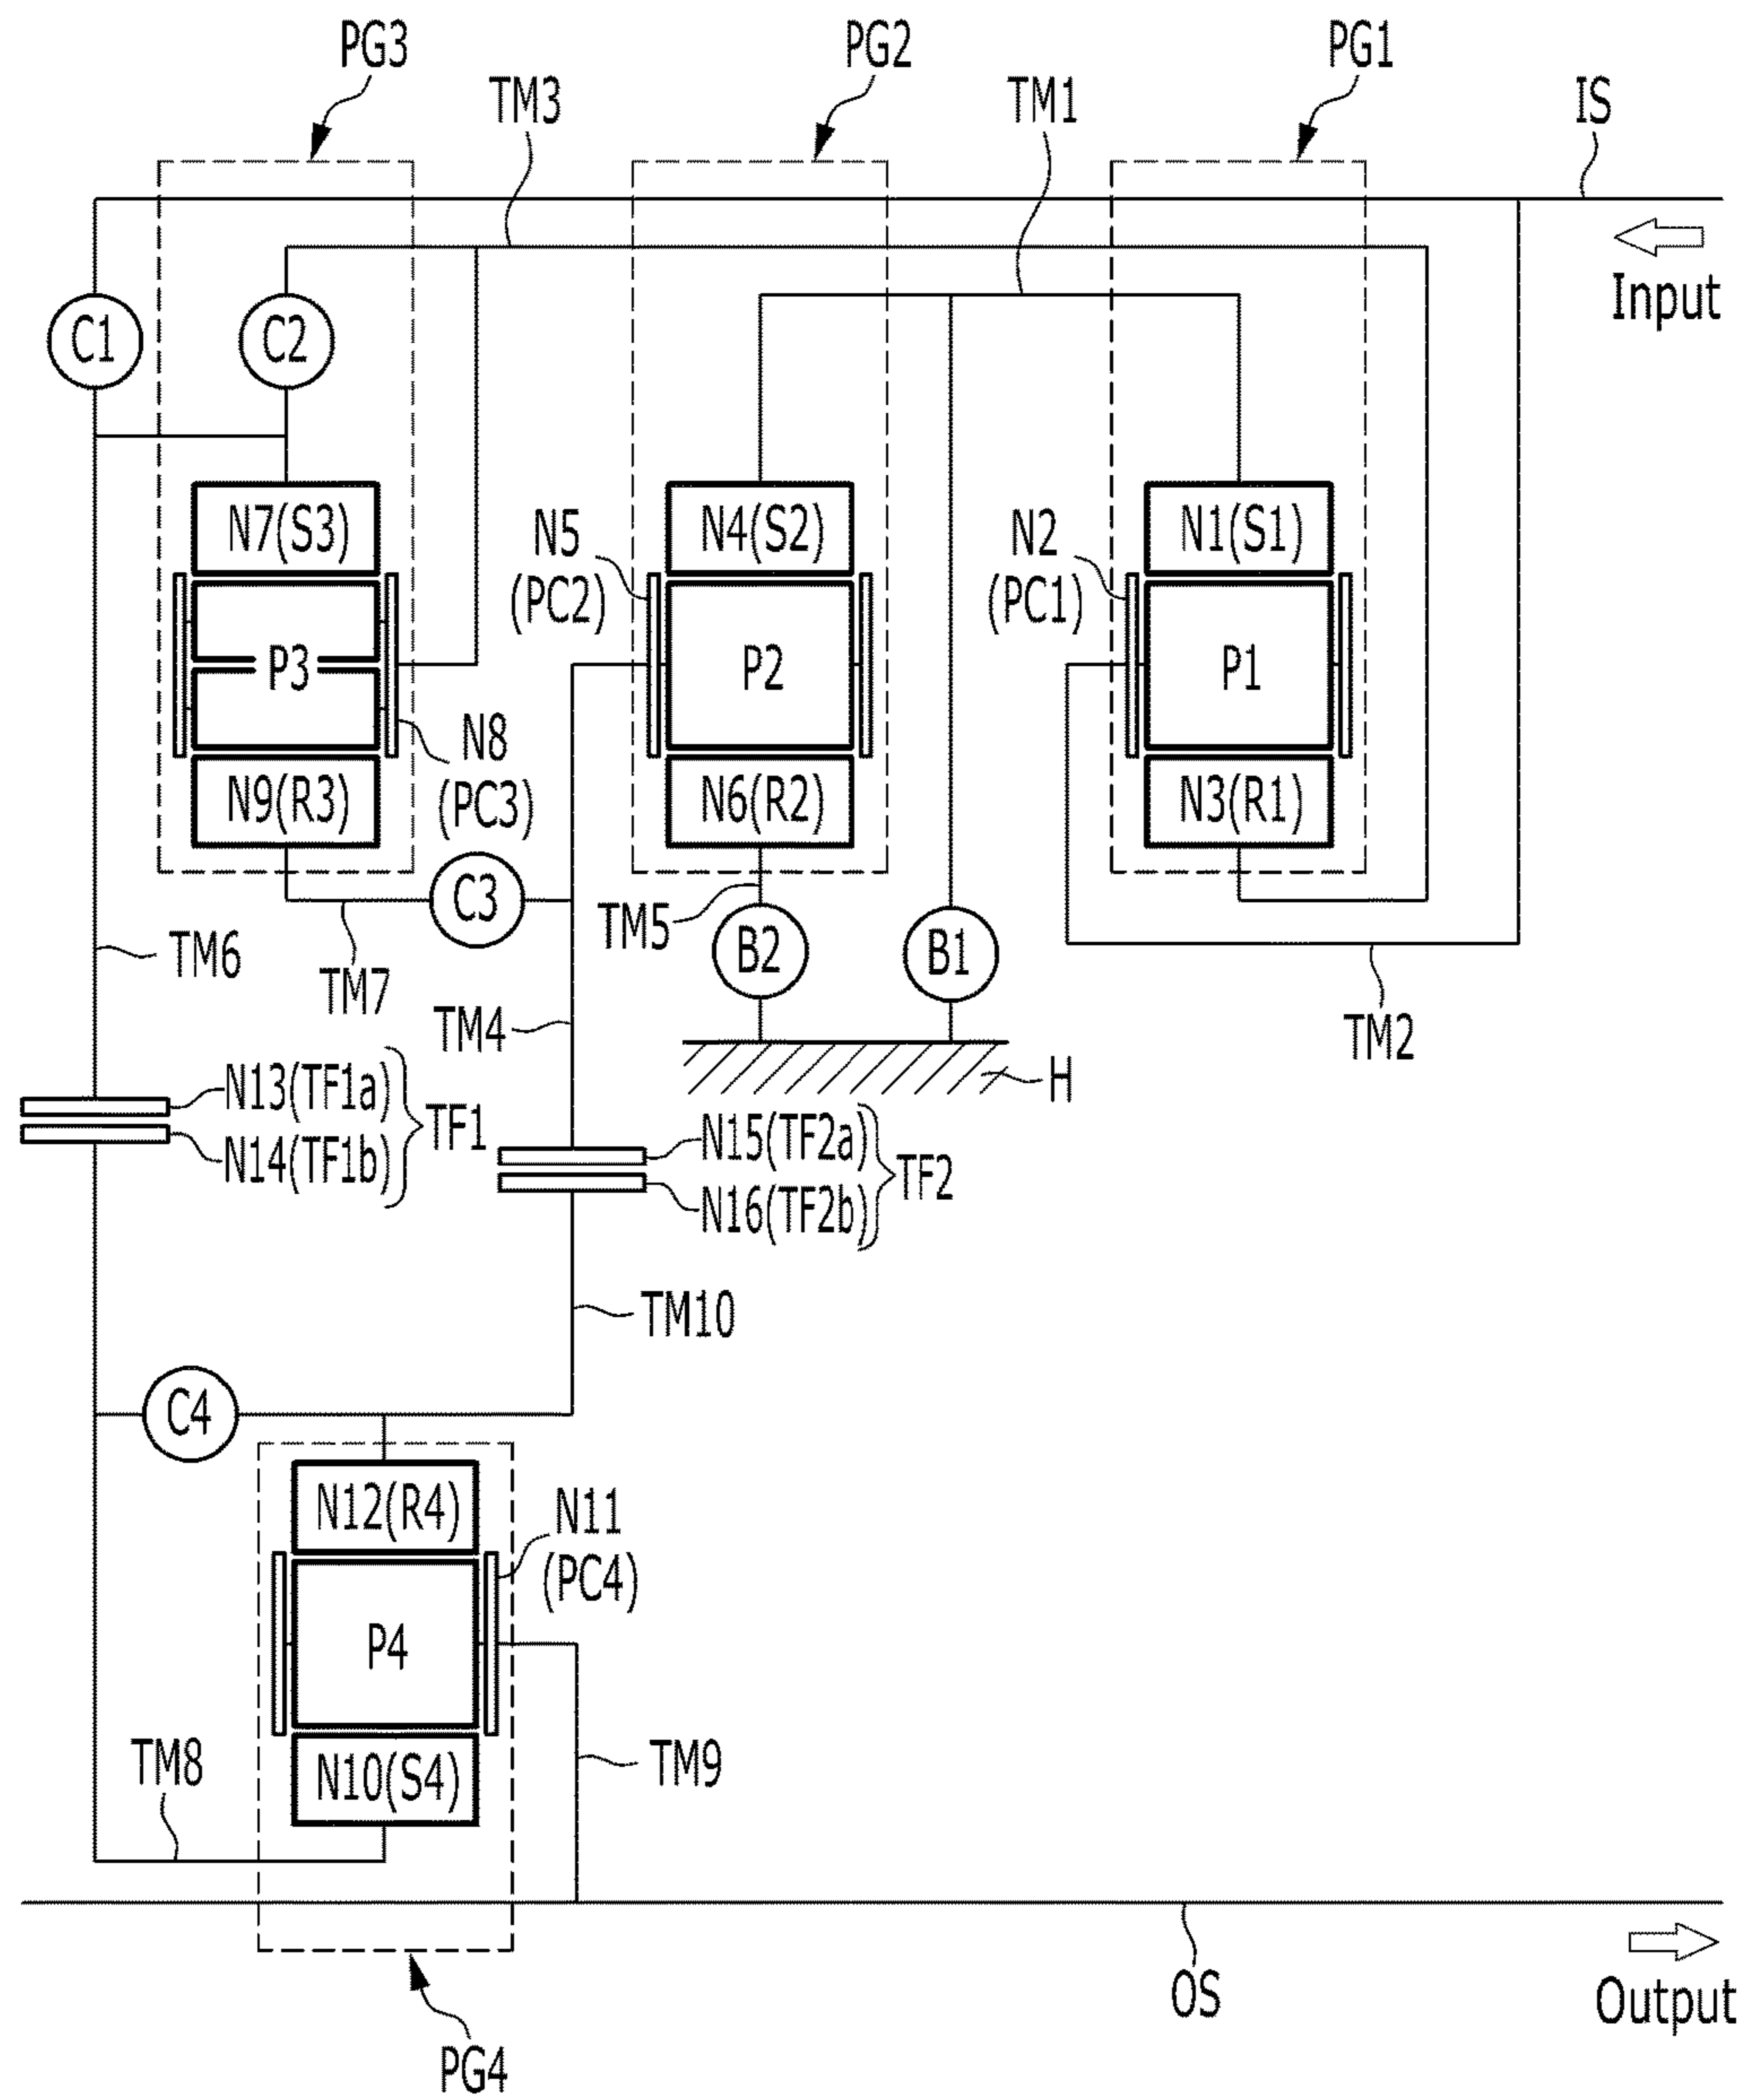 PG3
PG2
PG1
TM3
TM1
IS
Input
C1
C2
N7(S3)
N4(S2)
N1(S1)
N5
(PC2)
N2
(PC1)
P3
P2
P1
N8
(PC3)
N9(R3)
N6(R2)
N3(R1)
C3
TM5
B2
B1
TM6
TM7
TM4
TM2
H
N13(TF1a)
N14(TF1b)
TF1
N15(TF2a)
N16(TF2b)
TF2
TM10
C4
N12(R4)
N11
(PC4)
P4
TM8
N10(S4)
TM9
OS
Output
PG4